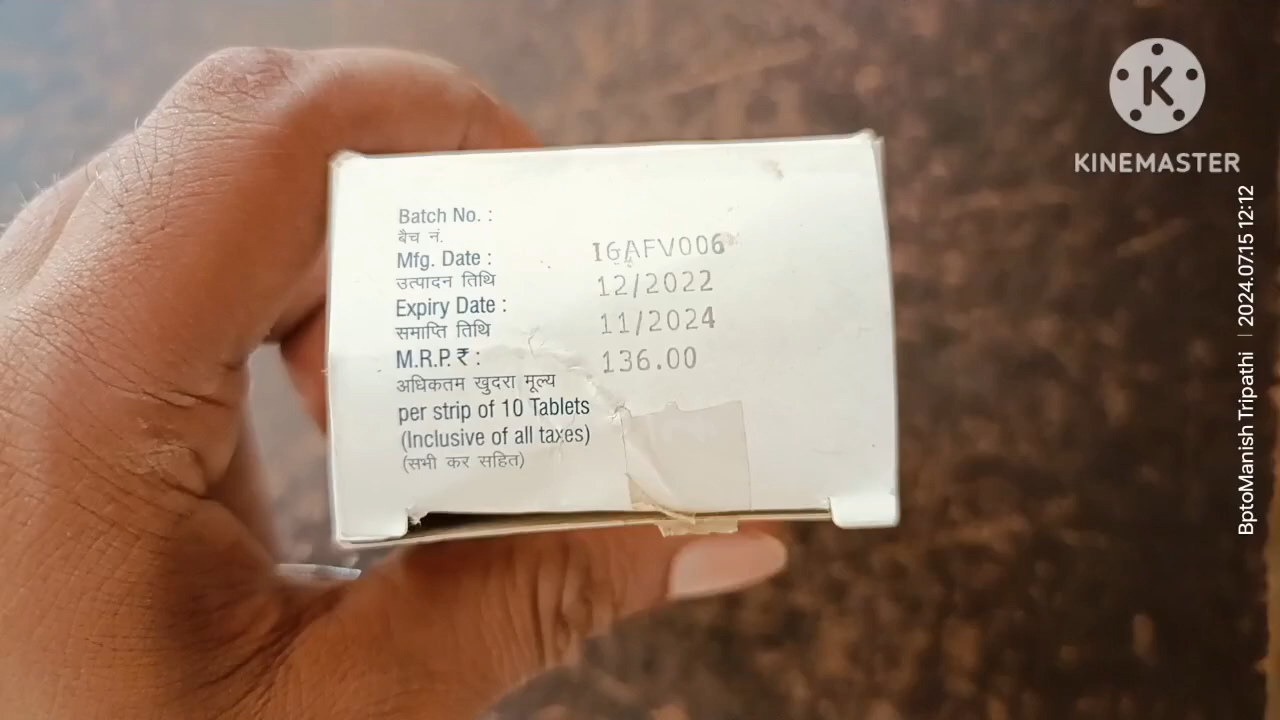 KINEMASTER
Batch No. :
बैच नं.
IGAFV006
Mfg. Date :
उत्पादन तिथि
12/2022
Expiry Date :
समाप्ति तिथि
11/2024
M.R.P. ₹ :
136.00
अधिकतम खुदरा मूल्य
per strip of 10 Tablets
(Inclusive of all taxes)
(सभी कर सहित)
BptoManish Tripathi | 2024.07.15 12:12